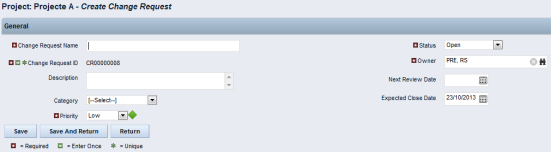 Project: Projecte A - Create Change Request
General
Change Request Name
Status Open
Change Request ID CR00000008
Owner PRE, RS
Description
Next Review Date
Category [--Select--]
Expected Close Date 23/10/2013
Priority Low
Save Save And Return Return
= Required = Enter Once = Unique